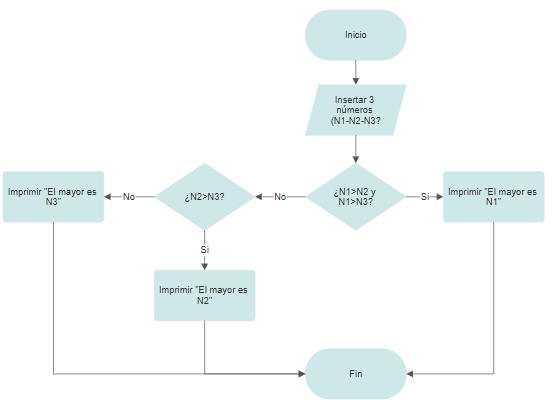 Inicio
Insertar 3
números
(N1-N2-N3?
¿N1>N2 y
N1>N3?
No
Si
¿N2>N3?
No
Si
Imprimir "El mayor es
N3"
Imprimir "El mayor es
N1"
Imprimir "El mayor es
N2"
Fin